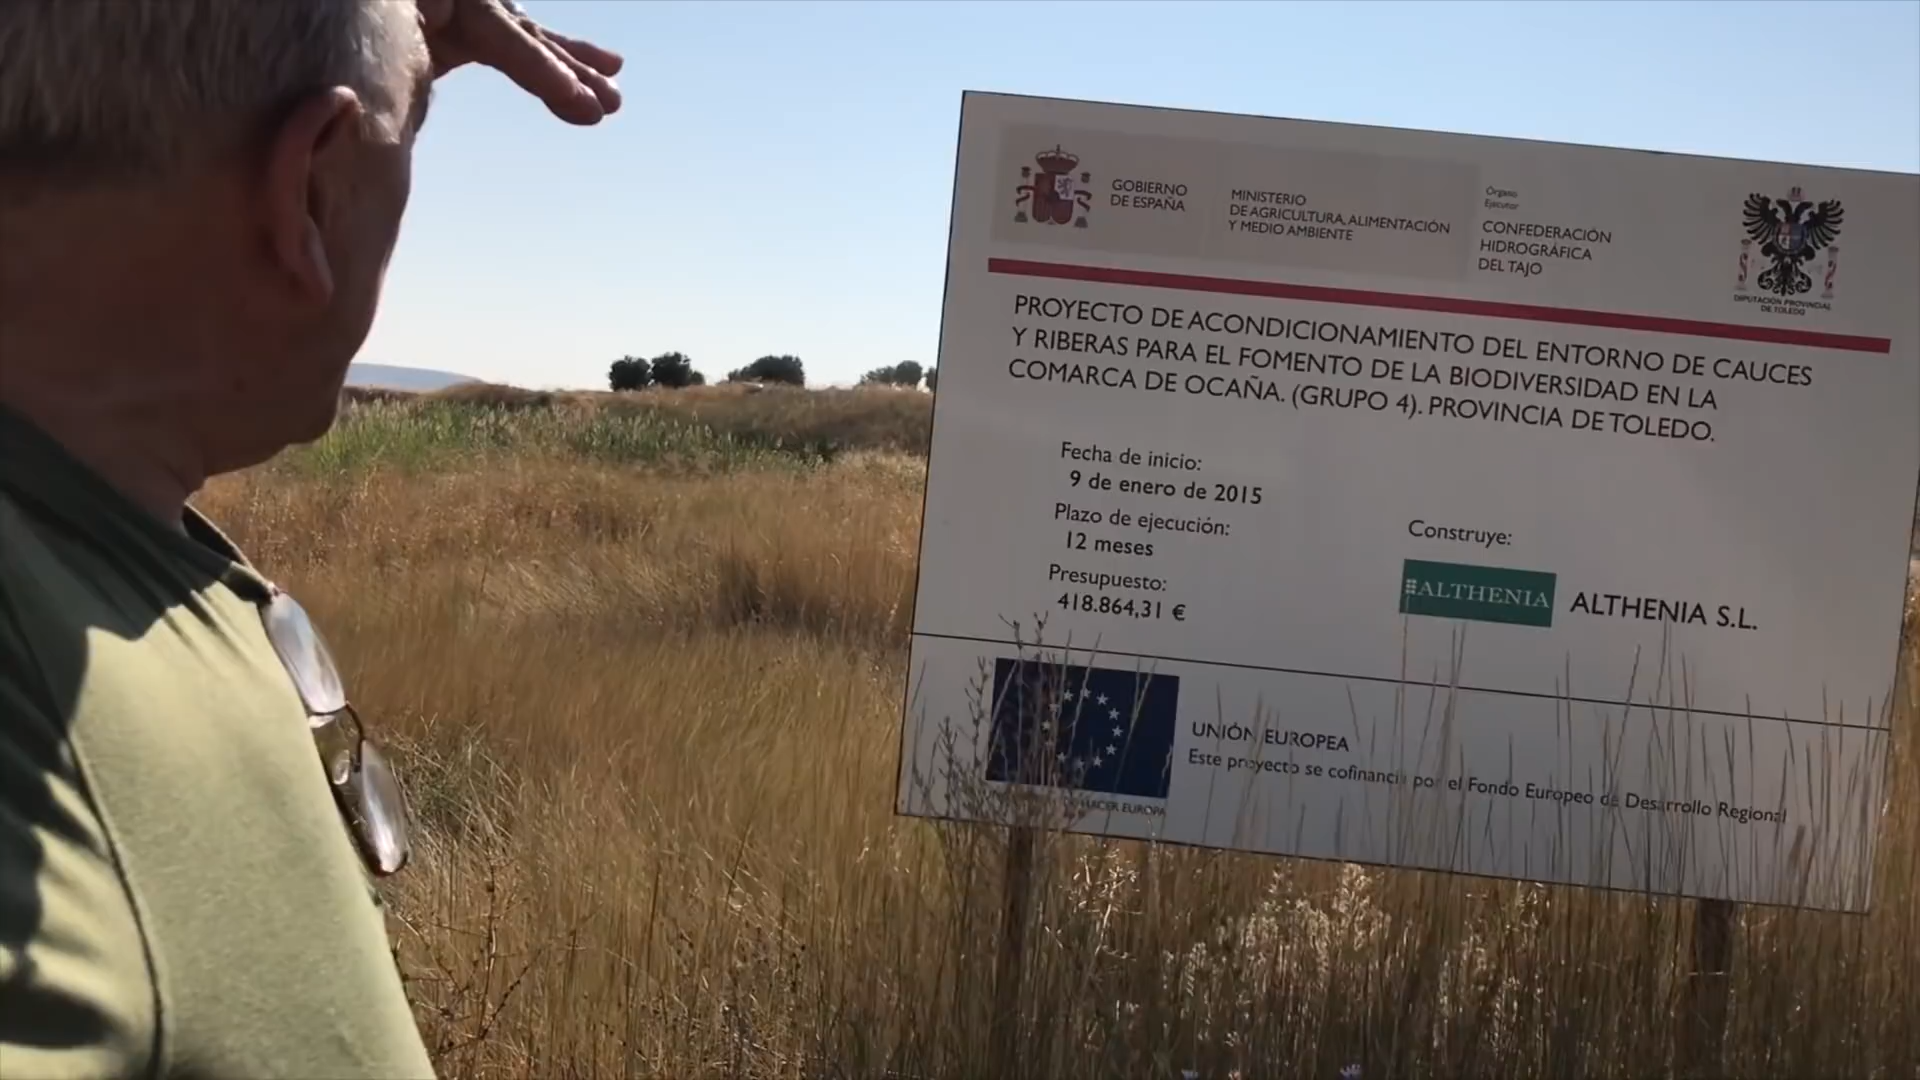 GOBIERNO
DE ESPAÑA
MINISTERIO
DE AGRICULTURA, ALIMENTACIÓN
Y MEDIO AMBIENTE
Órgano
Ejecutor
CONFEDERACIÓN
HIDROGRÁFICA
DEL TAJO
DIPUTACIÓN PROVINCIAL
DE TOLEDO
PROYECTO DE ACONDICIONAMIENTO DEL ENTORNO DE CAUCES
Y RIBERAS PARA EL FOMENTO DE LA BIODIVERSIDAD EN LA
COMARCA DE OCAÑA. (GRUPO 4). PROVINCIA DE TOLEDO.
Fecha de inicio:
9 de enero de 2015
Plazo de ejecución:
12 meses
Presupuesto:
418.864,31 €
Construye:
ALTHENIA
ALTHENIA S.L.
UNIÓN EUROPEA
Este proyecto se cofinancia por el Fondo Europeo de Desarrollo Regional
HACER EUROPA